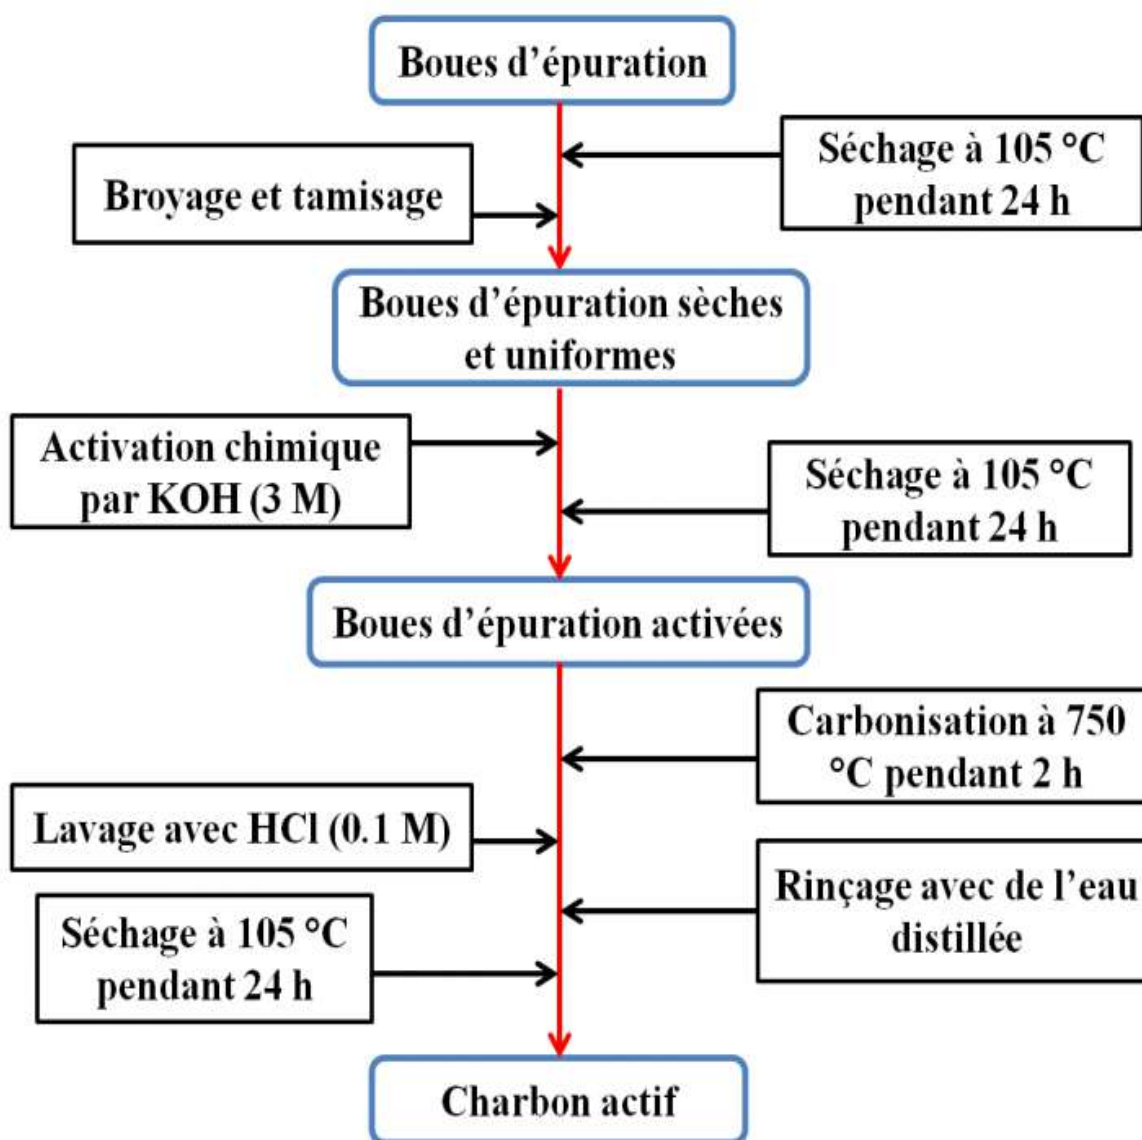 Boues d'épuration
Séchage à 105 °C
pendant 24 h
Broyage et tamisage
Boues d'épuration sèches
et uniformes
Activation chimique
par KOH (3 M)
Séchage à 105 °C
pendant 24 h
Boues d'épuration activées
Carbonisation à 750
°C pendant 2 h
Lavage avec HCl (0.1 M)
Rinçage avec de l'eau
distillée
Séchage à 105 °C
pendant 24 h
Charbon actif